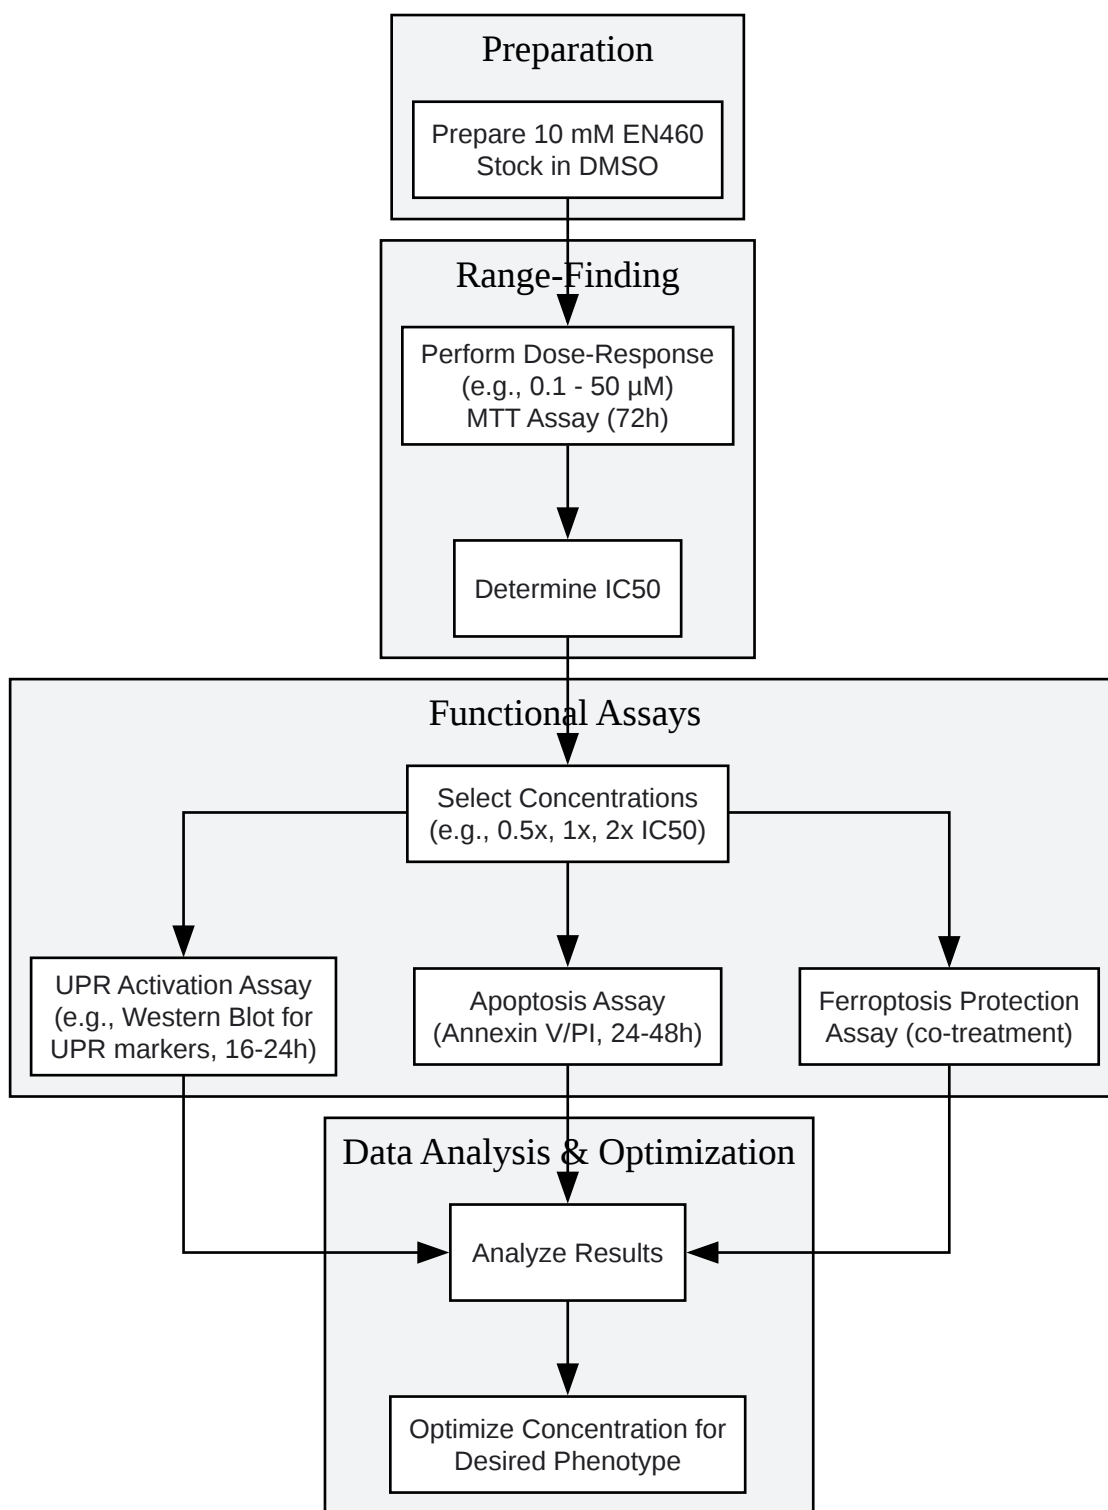 Preparation
Prepare 10 mM EN460
Stock in DMSO
Range-Finding
Perform Dose-Response
(e.g., 0.1 - 50 µM)
MTT Assay (72h)
Determine IC50
Functional Assays
Select Concentrations
(e.g., 0.5x, 1x, 2x IC50)
UPR Activation Assay
(e.g., Western Blot for
UPR markers, 16-24h)
Apoptosis Assay
(Annexin V/PI, 24-48h)
Ferroptosis Protection
Assay (co-treatment)
Data Analysis & Optimization
Analyze Results
Optimize Concentration for
Desired Phenotype